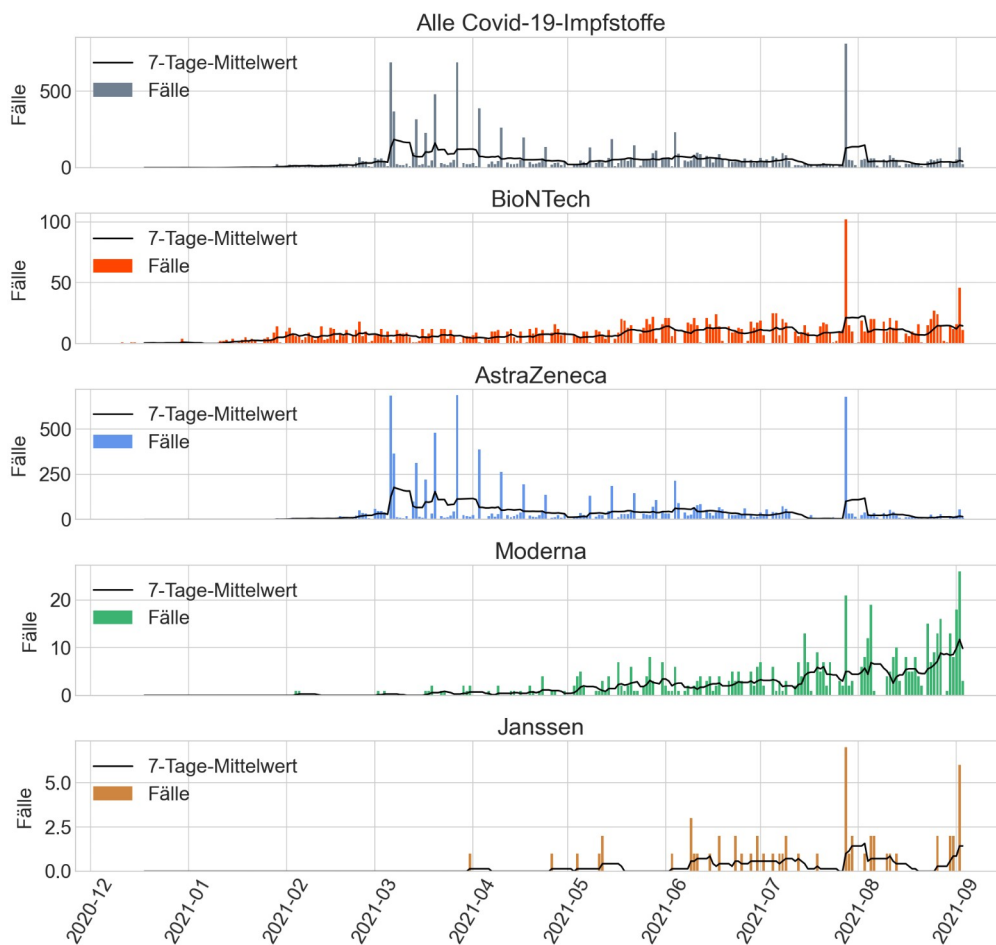 Alle Covid-19-Impfstoffe
Fälle
500
0
7-Tage-Mittelwert
Fälle
BioNTech
Fälle
100
50
0
7-Tage-Mittelwert
Fälle
AstraZeneca
Fälle
500
250
0
7-Tage-Mittelwert
Fälle
Moderna
Fälle
20
10
0
7-Tage-Mittelwert
Fälle
Janssen
Fälle
5.0
2.5
0.0
7-Tage-Mittelwert
Fälle
2020-12
2021-01
2021-02
2021-03
2021-04
2021-05
2021-06
2021-07
2021-08
2021-09